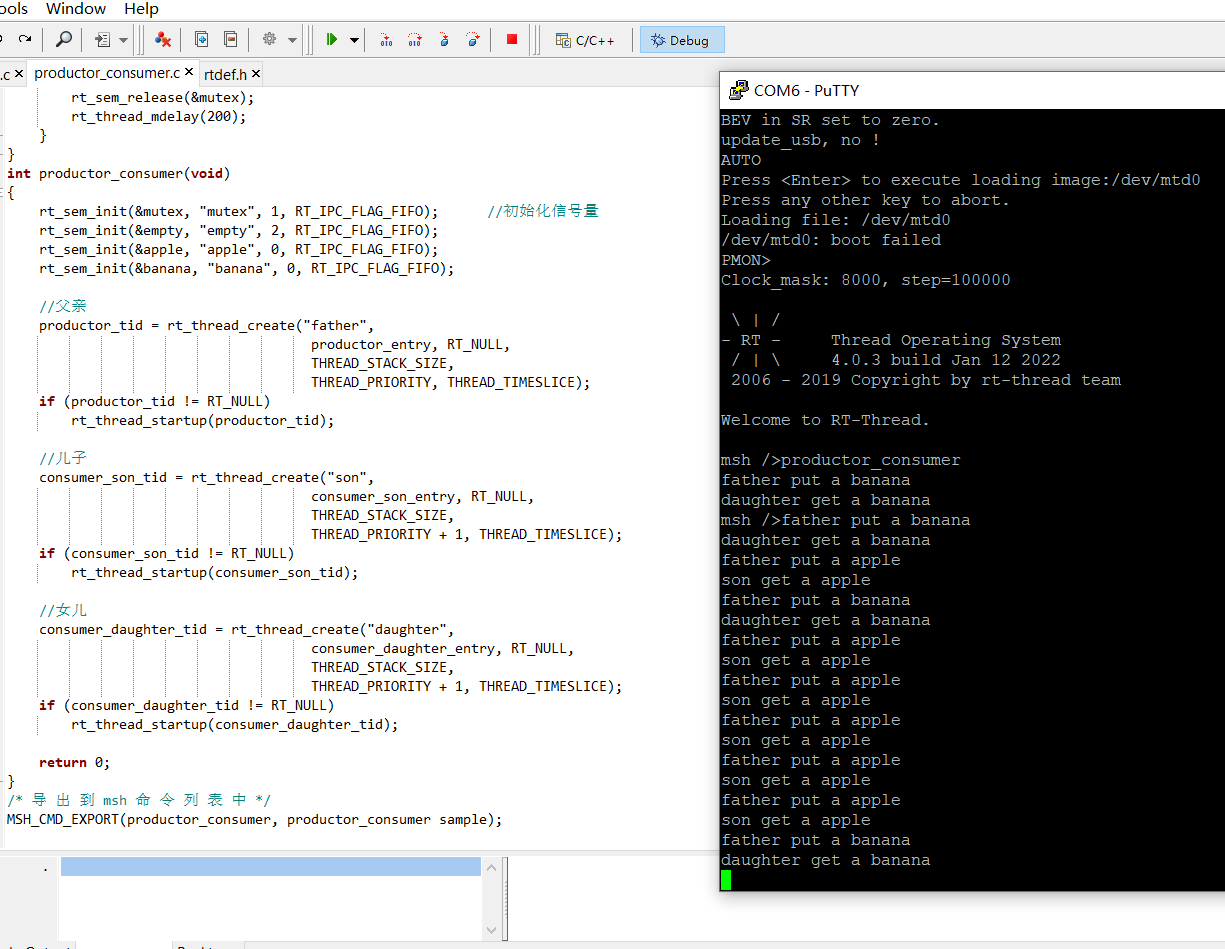 ools Window Help
C/C++ Debug
.c productor_consumer.c rtdef.h
rt_sem_release(&mutex);
rt_thread_mdelay(200);
}
}
int productor_consumer(void)
{
rt_sem_init(&mutex, "mutex", 1, RT_IPC_FLAG_FIFO); //初始化信号量
rt_sem_init(&empty, "empty", 2, RT_IPC_FLAG_FIFO);
rt_sem_init(&apple, "apple", 0, RT_IPC_FLAG_FIFO);
rt_sem_init(&banana, "banana", 0, RT_IPC_FLAG_FIFO);
//父亲
productor_tid = rt_thread_create("father",
productor_entry, RT_NULL,
THREAD_STACK_SIZE,
THREAD_PRIORITY, THREAD_TIMESLICE);
if (productor_tid != RT_NULL)
rt_thread_startup(productor_tid);
//儿子
consumer_son_tid = rt_thread_create("son",
consumer_son_entry, RT_NULL,
THREAD_STACK_SIZE,
THREAD_PRIORITY + 1, THREAD_TIMESLICE);
if (consumer_son_tid != RT_NULL)
rt_thread_startup(consumer_son_tid);
//女儿
consumer_daughter_tid = rt_thread_create("daughter",
consumer_daughter_entry, RT_NULL,
THREAD_STACK_SIZE,
THREAD_PRIORITY + 1, THREAD_TIMESLICE);
if (consumer_daughter_tid != RT_NULL)
rt_thread_startup(consumer_daughter_tid);
return 0;
}
/* 导 出 到 msh 命 令 列 表 中 */
MSH_CMD_EXPORT(productor_consumer, productor_consumer sample);
COM6 - PuTTY
BEV in SR set to zero.
update_usb, no !
AUTO
Press <Enter> to execute loading image:/dev/mtd0
Press any other key to abort.
Loading file: /dev/mtd0
/dev/mtd0: boot failed
PMON>
Clock_mask: 8000, step=100000
\ | /
- RT - Thread Operating System
/ | \ 4.0.3 build Jan 12 2022
2006 - 2019 Copyright by rt-thread team
Welcome to RT-Thread.
msh />productor_consumer
father put a banana
daughter get a banana
msh />father put a banana
daughter get a banana
father put a apple
son get a apple
father put a banana
daughter get a banana
father put a apple
son get a apple
father put a apple
son get a apple
father put a apple
son get a apple
father put a apple
son get a apple
father put a apple
son get a apple
father put a banana
daughter get a banana